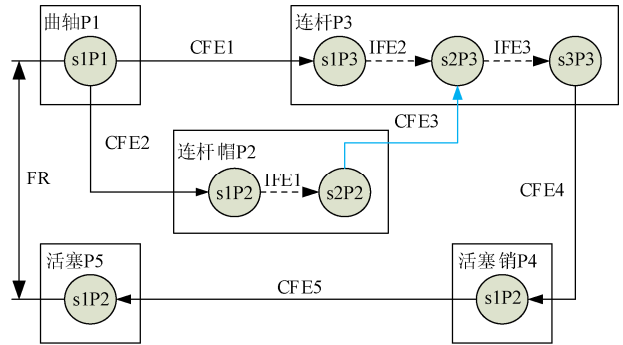 曲轴P1
连杆P3
CFE1
IFE2
IFE3
s1P1
s1P3
s2P3
s3P3
CFE3
CFE2
连杆帽P2
FR
IFE1
s1P2
s2P2
CFE4
活塞P5
活塞销P4
CFE5
s1P2
s1P2